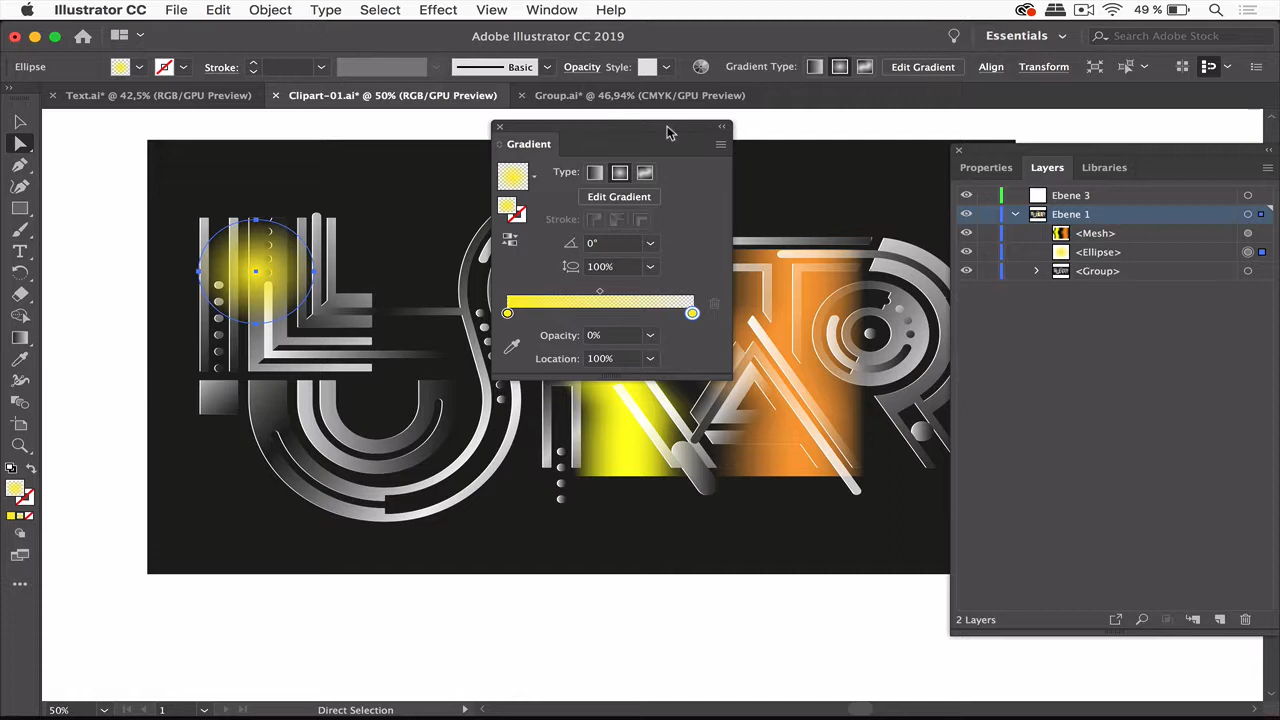 Illustrator CC File Edit Object Type Select Effect View Window Help 49 %
Adobe Illustrator CC 2019 Essentials Search Adobe Stock
Ellipse Stroke: Basic Opacity Style: Gradient Type: Edit Gradient Align Transform
Text.ai* @ 42,5% (RGB/GPU Preview) Clipart-01.ai* @ 50% (RGB/GPU Preview) Group.ai* @ 46,94% (CMYK/GPU Preview)
Gradient
Type:
Edit Gradient
Stroke:
0°
100%
Opacity: 0%
Location: 100%
Properties Layers Libraries
Ebene 3
Ebene 1
<Mesh>
<Ellipse>
<Group>
2 Layers
50% 1 Direct Selection